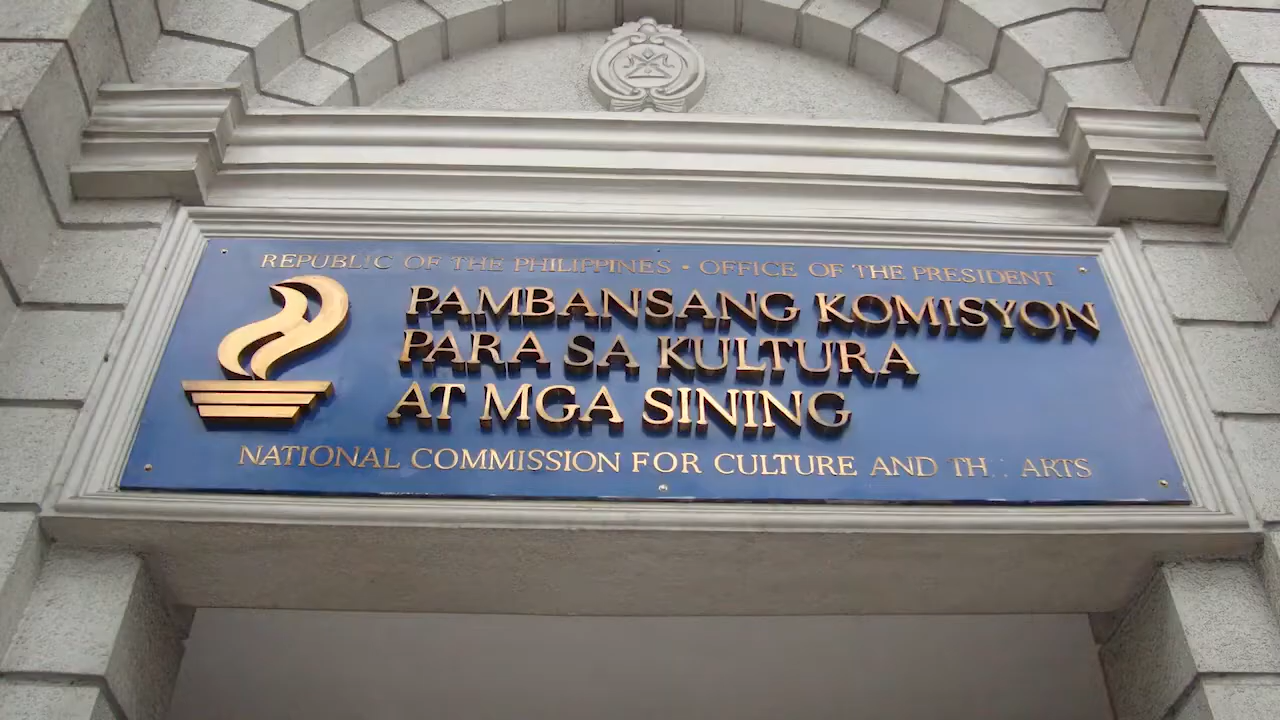 REPUBLIC OF THE PHILIPPINES • OFFICE OF THE PRESIDENT
PAMBANSANG KOMISYON
PARA SA KULTURA
AT MGA SINING
NATIONAL COMMISSION FOR CULTURE AND TH ARTS